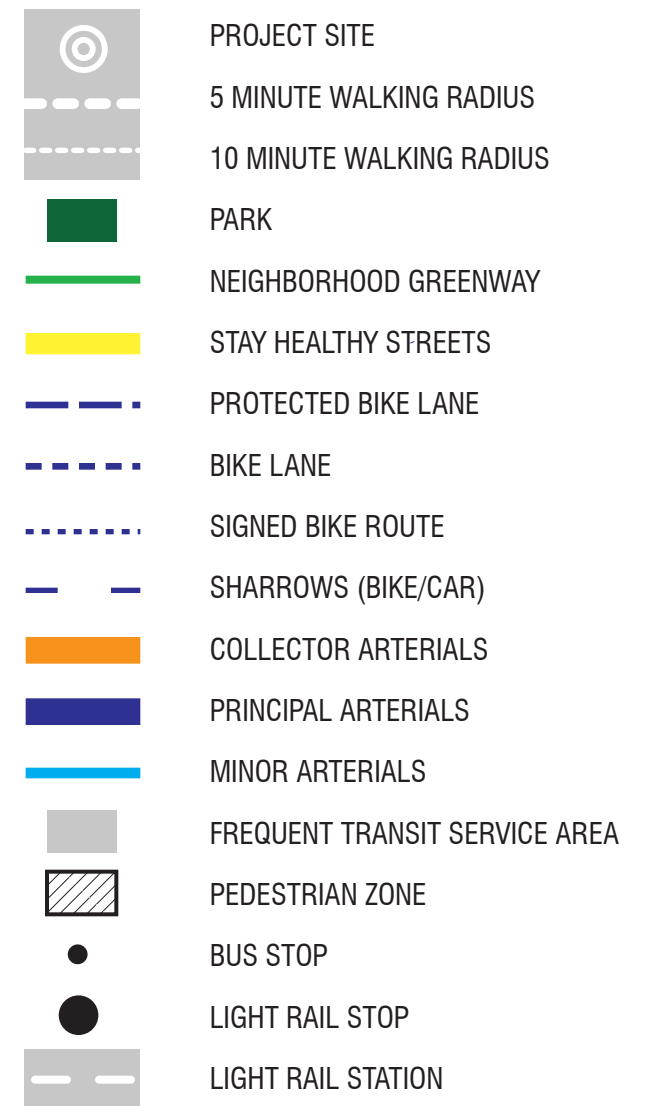 PROJECT SITE
5 MINUTE WALKING RADIUS
10 MINUTE WALKING RADIUS
PARK
NEIGHBORHOOD GREENWAY
STAY HEALTHY STREETS
PROTECTED BIKE LANE
BIKE LANE
SIGNED BIKE ROUTE
SHARROWS (BIKE/CAR)
COLLECTOR ARTERIALS
PRINCIPAL ARTERIALS
MINOR ARTERIALS
FREQUENT TRANSIT SERVICE AREA
PEDESTRIAN ZONE
BUS STOP
LIGHT RAIL STOP
LIGHT RAIL STATION